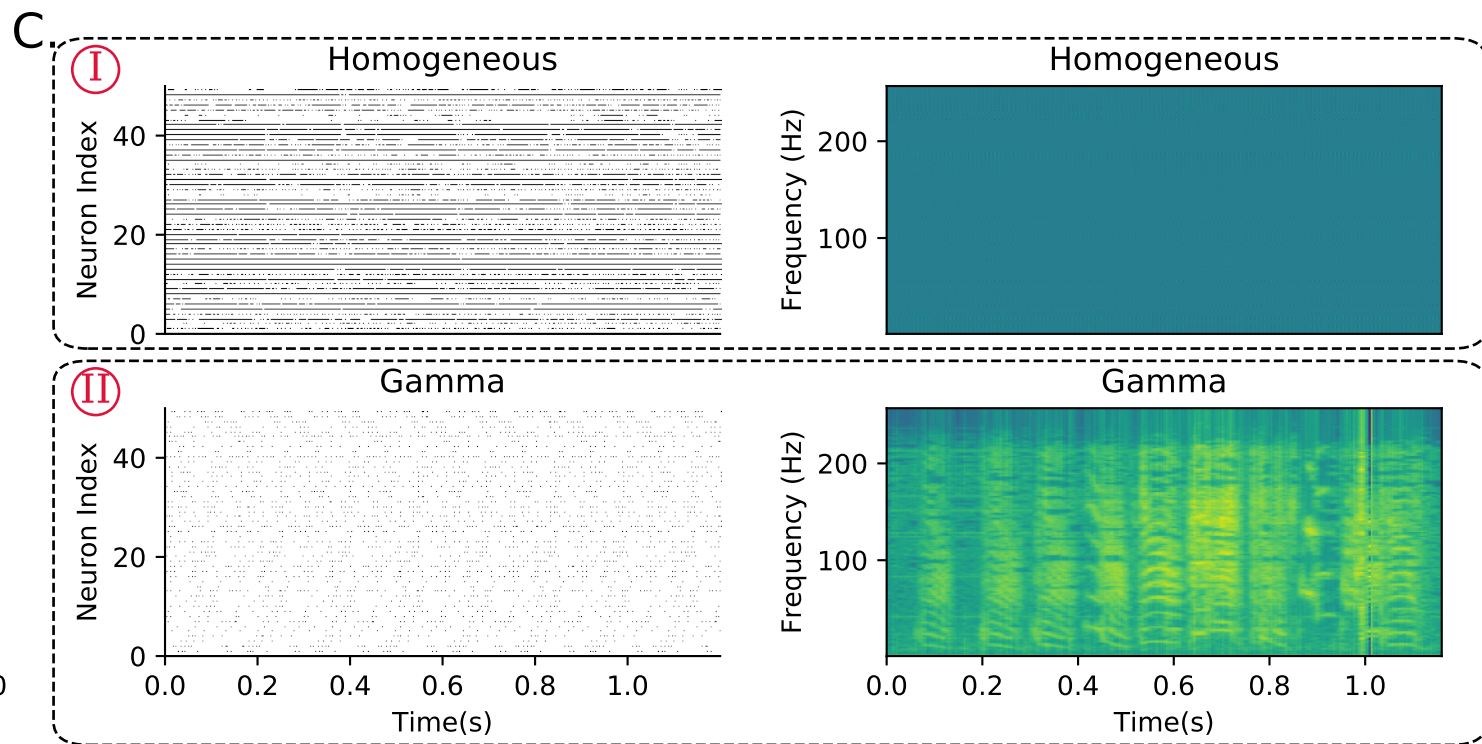 C.
I
Homogeneous
Neuron Index
40
20
0
Homogeneous
Frequency (Hz)
200
100
II
Gamma
Neuron Index
40
20
0
0.0 0.2 0.4 0.6 0.8 1.0
Time(s)
Gamma
Frequency (Hz)
200
100
0.0 0.2 0.4 0.6 0.8 1.0
Time(s)
0